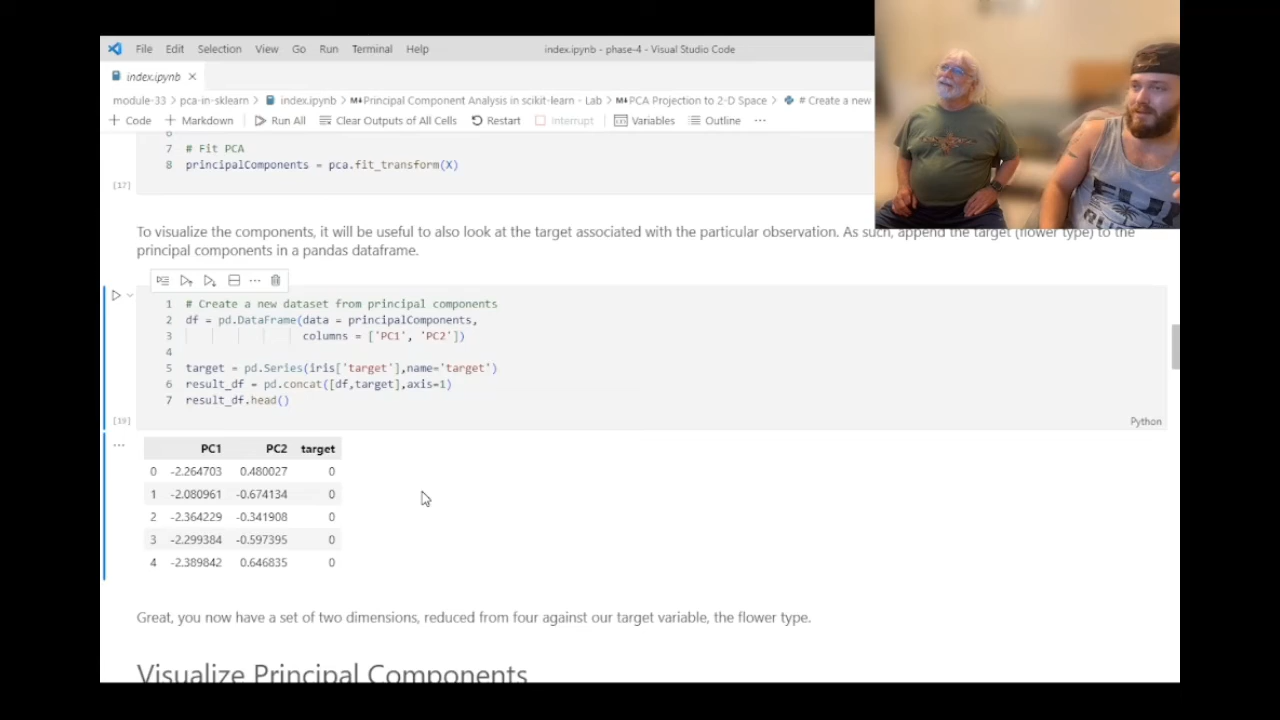 File Edit Selection View Go Run Terminal Help index.ipynb - phase-4 - Visual Studio Code
index.ipynb
module-33 > pca-in-sklearn > index.ipynb > M↓Principal Component Analysis in scikit-learn - Lab > M↓PCA Projection to 2-D Space > # Create a new
+ Code + Markdown Run All Clear Outputs of All Cells Restart Interrupt Variables Outline ...
7 # Fit PCA
8 principalComponents = pca.fit_transform(X)
[17]
To visualize the components, it will be useful to also look at the target associated with the particular observation. As such, append the target (flower type) to the
principal components in a pandas dataframe.
1 # Create a new dataset from principal components
2 df = pd.DataFrame(data = principalComponents,
3 columns = ['PC1', 'PC2'])
4
5 target = pd.Series(iris['target'],name='target')
6 result_df = pd.concat([df,target],axis=1)
7 result_df.head()
[19] Python
PC1 PC2 target
0 -2.264703 0.480027 0
1 -2.080961 -0.674134 0
2 -2.364229 -0.341908 0
3 -2.299384 -0.597395 0
4 -2.389842 0.646835 0
Great, you now have a set of two dimensions, reduced from four against our target variable, the flower type.
Visualize Principal Components